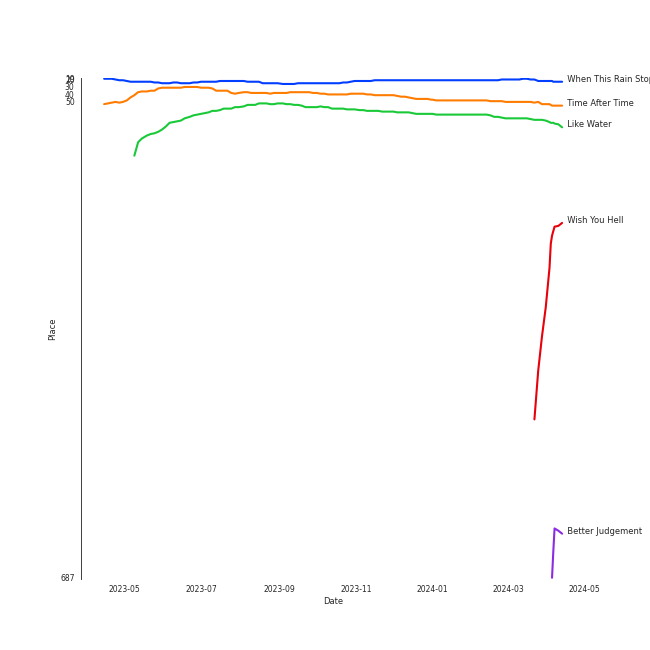 10
30
40
50
687
Place
When This Rain Stop
Time After Time
Like Water
Wish You Hell
Better Judgement
2023-05
2023-07
2023-09
2023-11
2024-01
2024-03
2024-05
Date